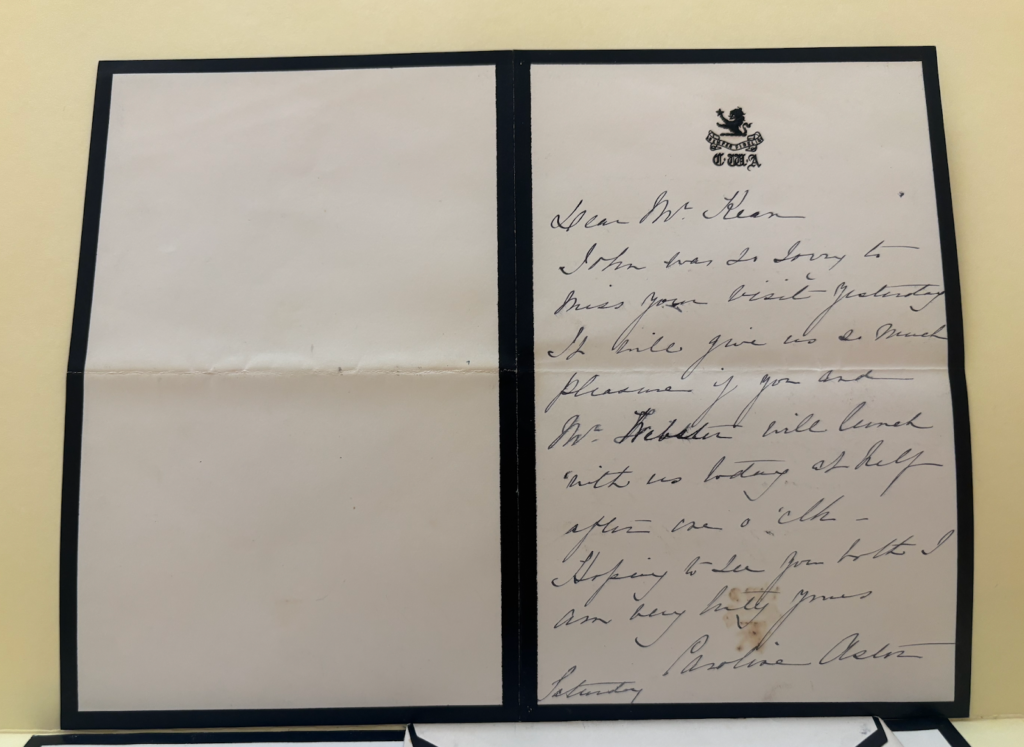 SEMPER FIDELIS
C·W·A
Dear Mr. Kean
John was so sorry to
miss your visit yesterday
It will give us so much
pleasure if you and
Mr. Webster will lunch
with us today at half
after one o'clk –
Hoping to see you both I
am very truly yours
Caroline Astor
Saturday